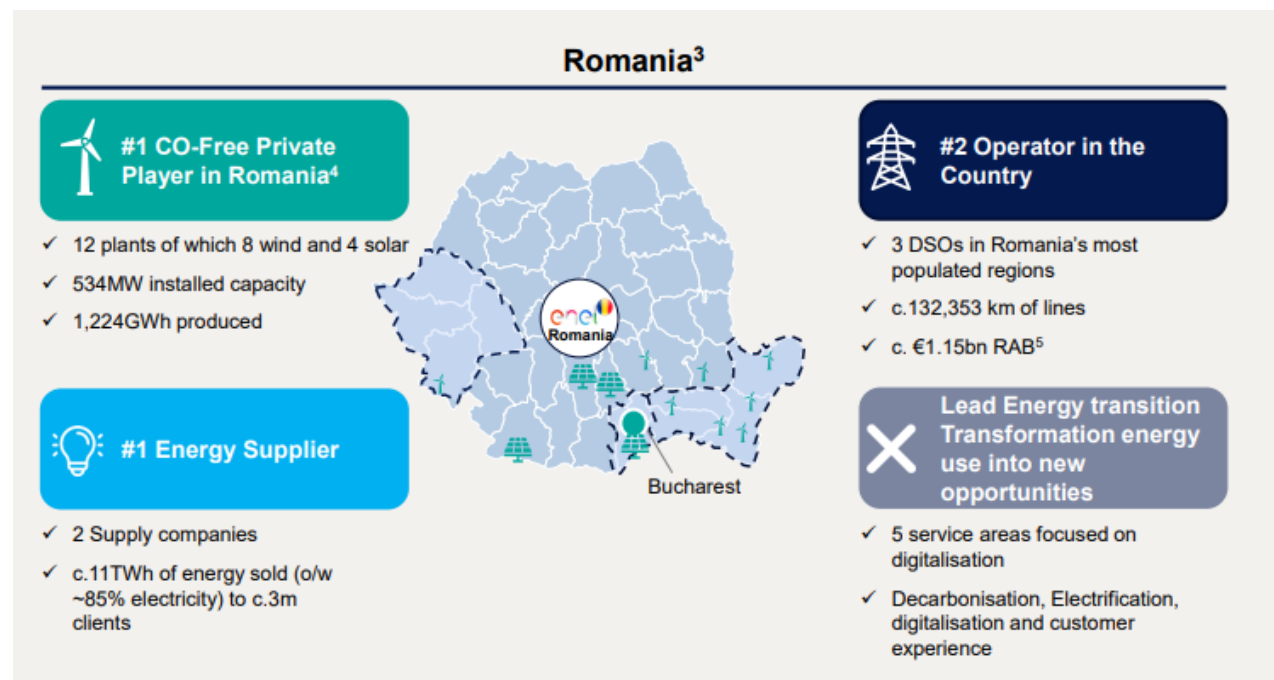 Romania³
#1 CO-Free Private
Player in Romania⁴
✓ 12 plants of which 8 wind and 4 solar
✓ 534MW installed capacity
✓ 1,224GWh produced
#1 Energy Supplier
✓ 2 Supply companies
✓ c.11TWh of energy sold (o/w
~85% electricity) to c.3m
clients
enel
Romania
Bucharest
#2 Operator in the
Country
✓ 3 DSOs in Romania's most
populated regions
✓ c.132,353 km of lines
✓ c. €1.15bn RAB⁵
Lead Energy transition
Transformation energy
use into new
opportunities
✓ 5 service areas focused on
digitalisation
✓ Decarbonisation, Electrification,
digitalisation and customer
experience